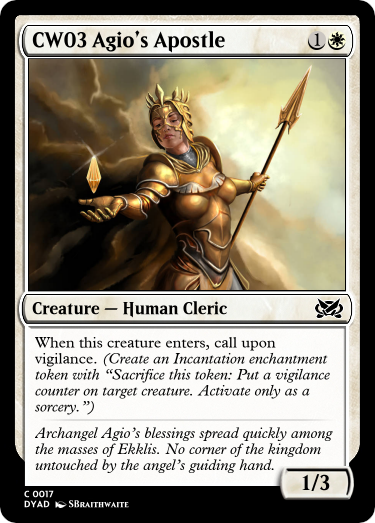 CW03 Agio's Apostle 1
Creature — Human Cleric
When this creature enters, call upon
vigilance. (Create an Incantation enchantment
token with “Sacrifice this token: Put a vigilance
counter on target creature. Activate only as a
sorcery.”)
Archangel Agio's blessings spread quickly among
the masses of Ekklis. No corner of the kingdom
untouched by the angel's guiding hand.
1/3
C 0017
DYAD SBraithwaite